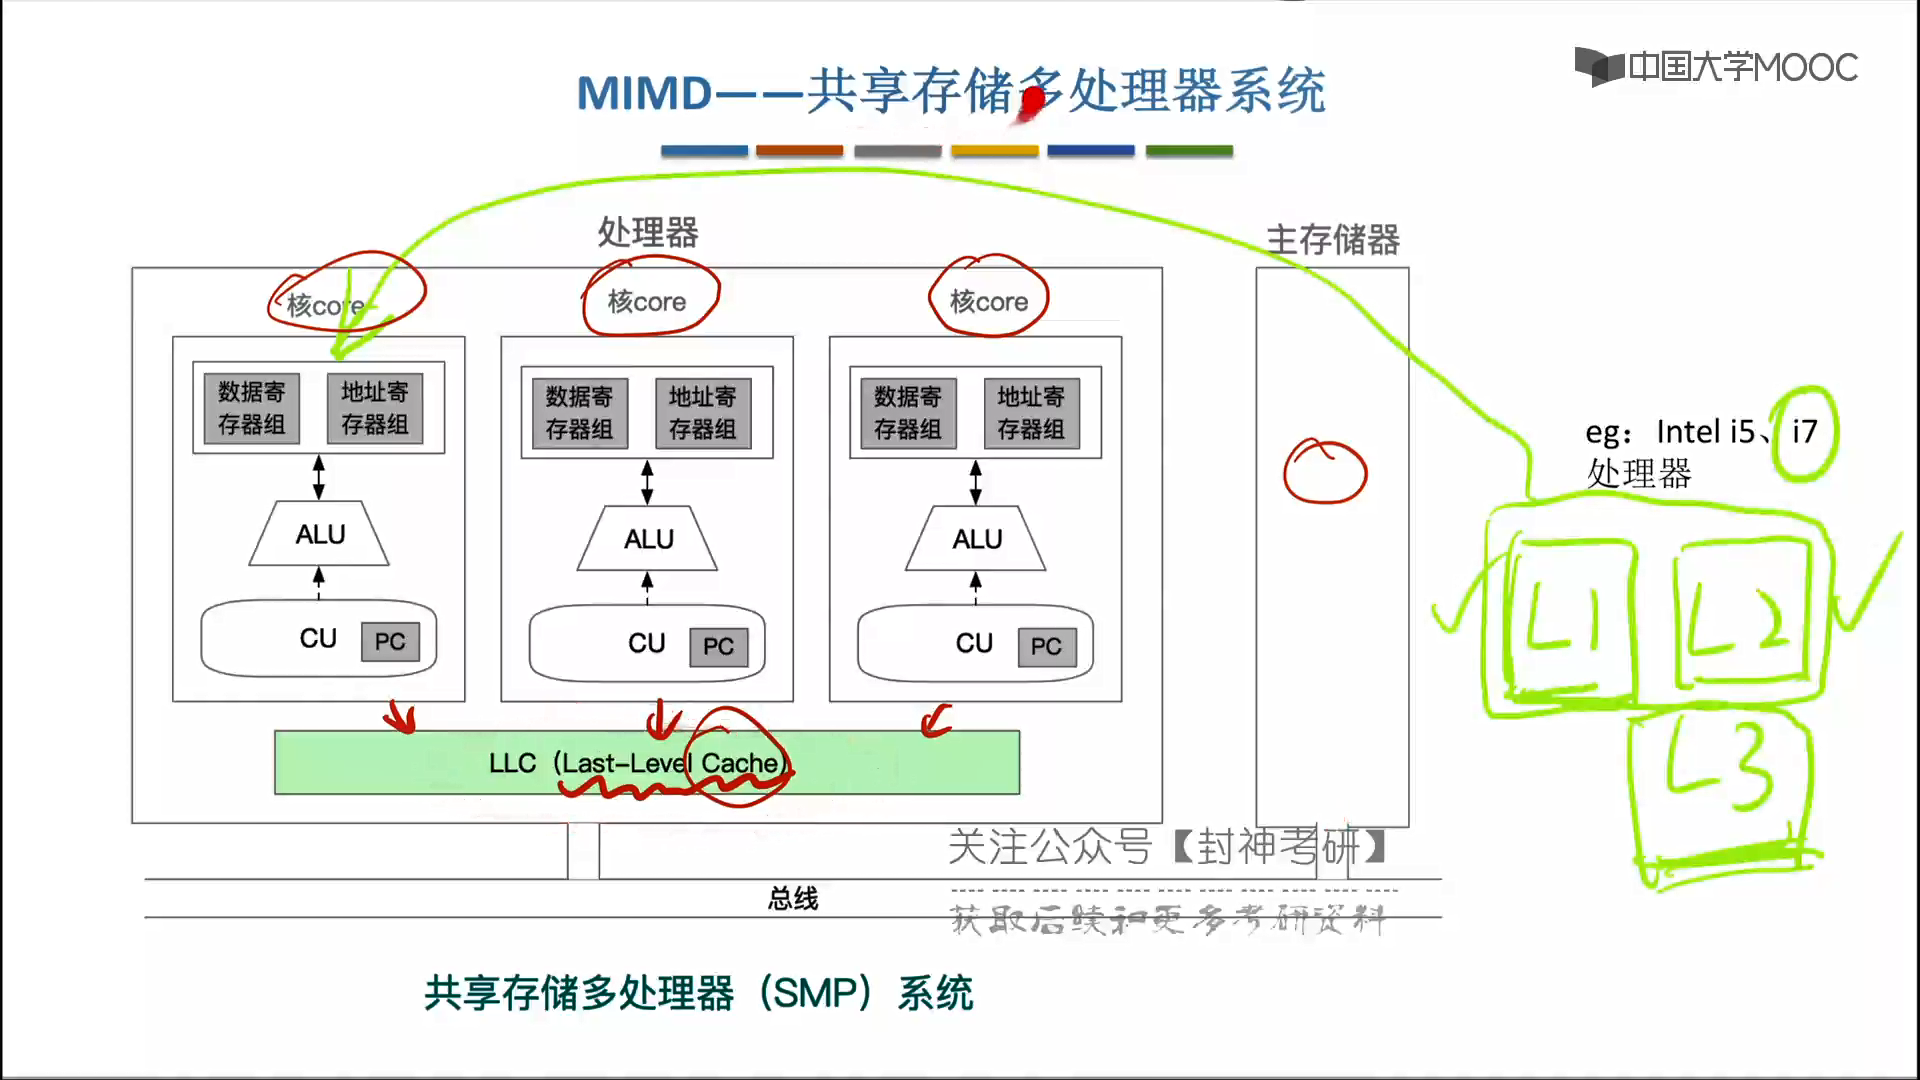 中国大学MOOC
MIMD——共享存储多处理器系统
处理器
主存储器
核core
核core
核core
数据寄存器组
地址寄存器组
数据寄存器组
地址寄存器组
数据寄存器组
地址寄存器组
ALU
ALU
ALU
CU PC
CU PC
CU PC
LLC（Last-Level Cache）
eg：Intel i5、i7
处理器
L1 L2
L3
关注公众号【封神考研】
总线
获取后续和更多考研资料
共享存储多处理器（SMP）系统